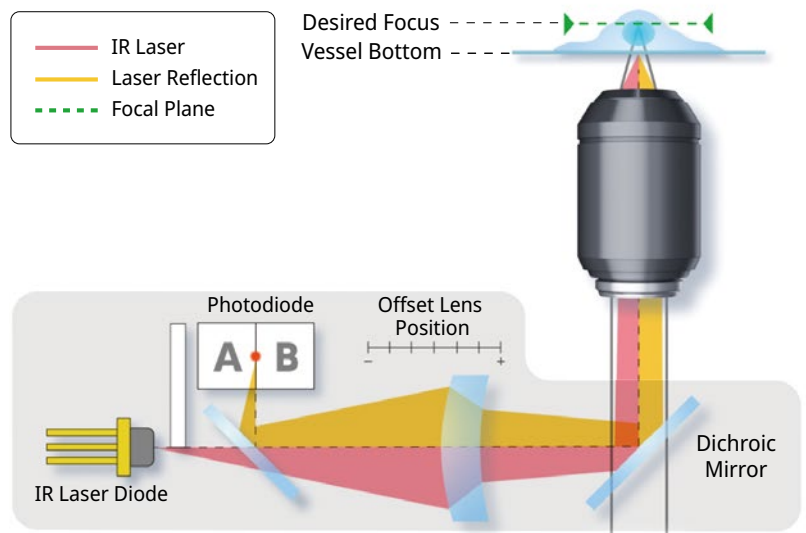 Desired Focus
Vessel Bottom
IR Laser
Laser Reflection
Focal Plane
Photodiode
A B
Offset Lens
Position
- +
IR Laser Diode
Dichroic
Mirror